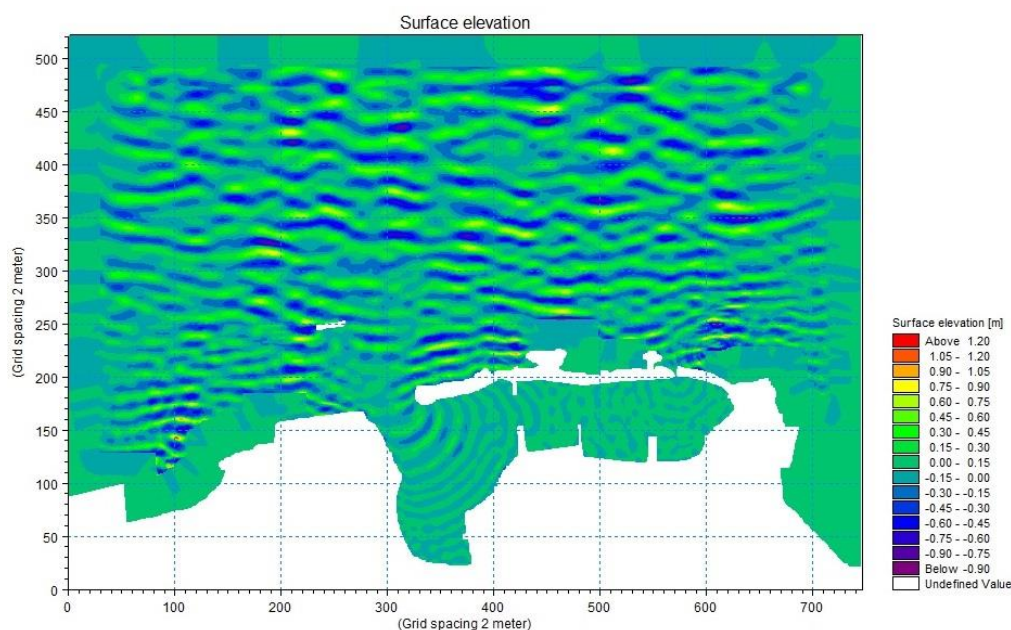 Surface elevation
500
450
400
350
300
250
200
150
100
50
0
(Grid spacing 2 meter)
0 100 200 300 400 500 600 700
(Grid spacing 2 meter)
Surface elevation [m]
Above 1.20
1.05 - 1.20
0.90 - 1.05
0.75 - 0.90
0.60 - 0.75
0.45 - 0.60
0.30 - 0.45
0.15 - 0.30
0.00 - 0.15
-0.15 - 0.00
-0.30 - -0.15
-0.45 - -0.30
-0.60 - -0.45
-0.75 - -0.60
-0.90 - -0.75
Below -0.90
Undefined Value